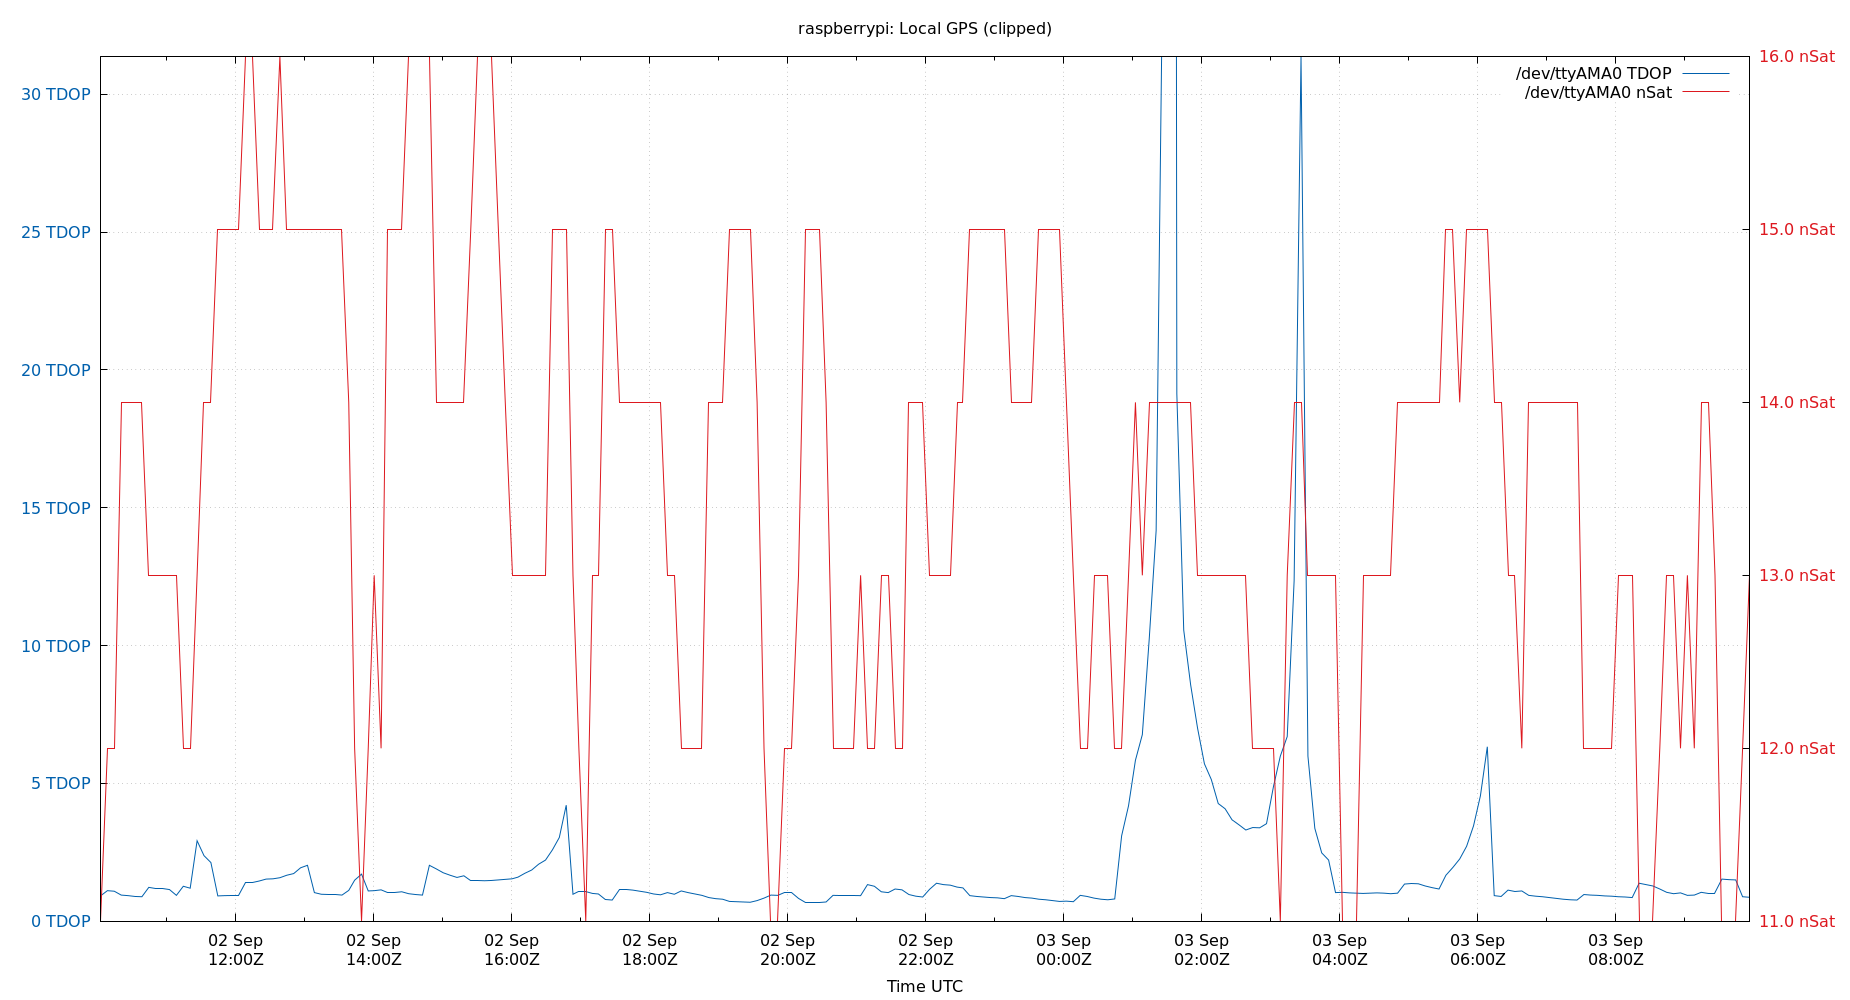 raspberrypi: Local GPS (clipped)
/dev/ttyAMA0 TDOP
/dev/ttyAMA0 nSat
30 TDOP
25 TDOP
20 TDOP
15 TDOP
10 TDOP
5 TDOP
0 TDOP
16.0 nSat
15.0 nSat
14.0 nSat
13.0 nSat
12.0 nSat
11.0 nSat
02 Sep
12:00Z
02 Sep
14:00Z
02 Sep
16:00Z
02 Sep
18:00Z
02 Sep
20:00Z
02 Sep
22:00Z
03 Sep
00:00Z
03 Sep
02:00Z
03 Sep
04:00Z
03 Sep
06:00Z
03 Sep
08:00Z
Time UTC